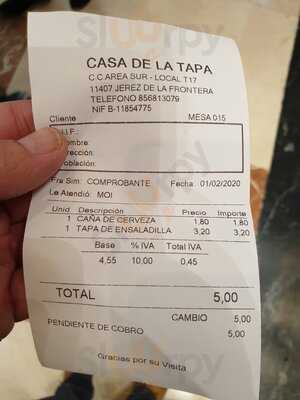 CASA DE LA TAPA
C.C.AREA SUR - LOCAL T17
11407 JEREZ DE LA FRONTERA
TELEFONO 856813079
NIF B-11854775
Cliente MESA 015
I.F.:
ombre:
rección:
oblación:
Fra Sim: COMPROBANTE Fecha: 01/02/2020
Le Atendió: MOI
Unid Descripción Precio Importe
1 CAÑA DE CERVEZA 1,80 1,80
1 TAPA DE ENSALADILLA 3,20 3,20
Base % IVA Total IVA
4,55 10,00 0,45
TOTAL 5,00
CAMBIO 5,00
PENDIENTE DE COBRO 5,00
Gracias por su Visita